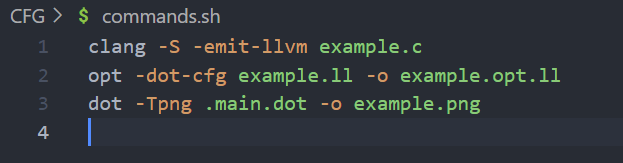 CFG > $ commands.sh
1 clang -S -emit-llvm example.c
2 opt -dot-cfg example.ll -o example.opt.ll
3 dot -Tpng .main.dot -o example.png
4